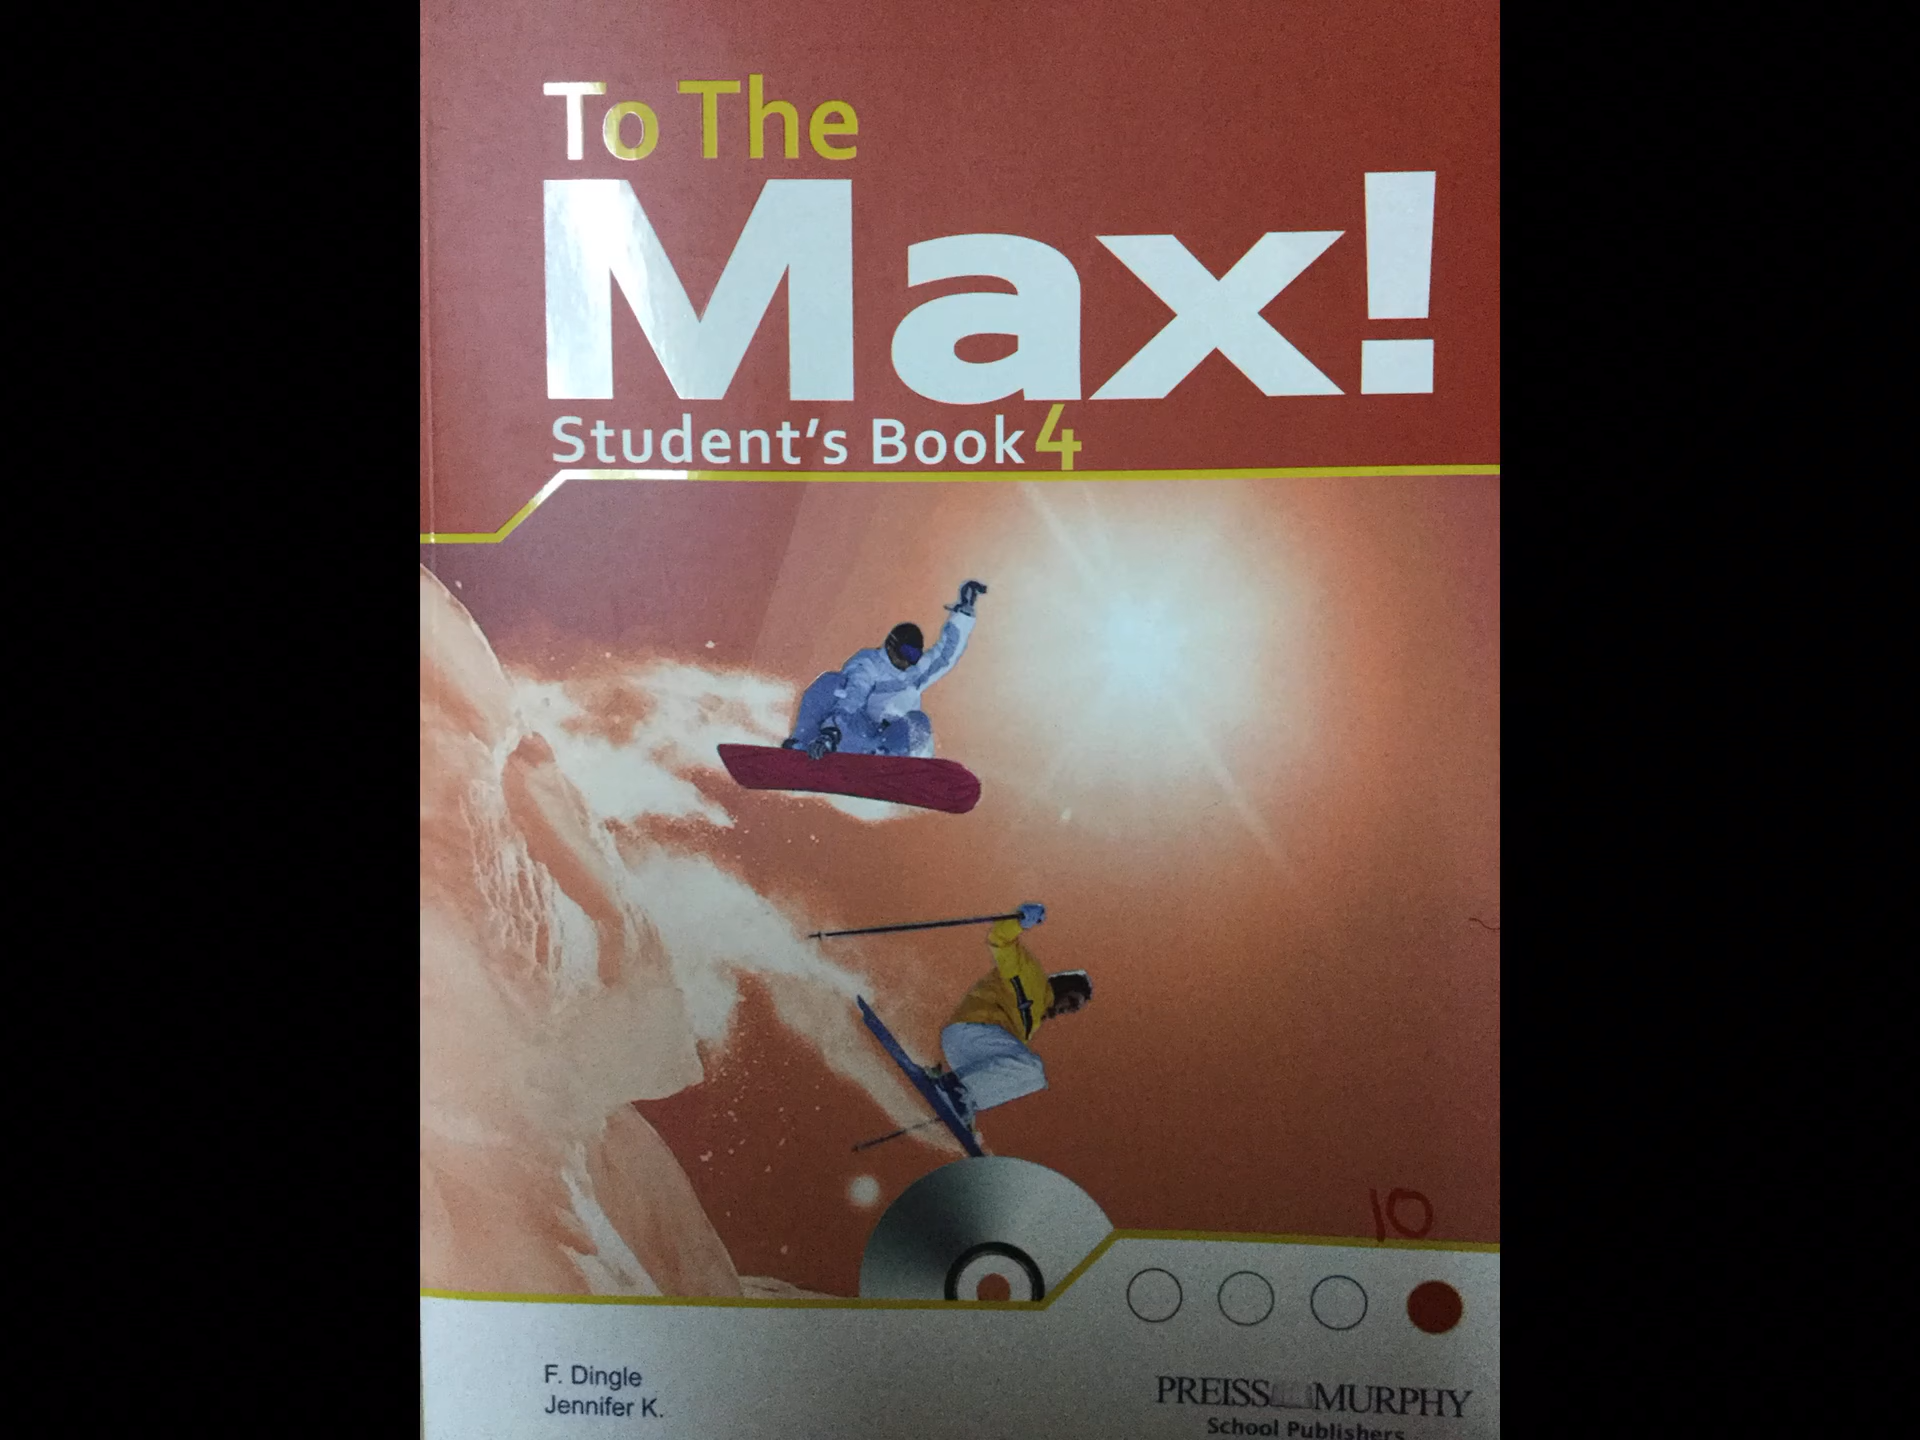 To The
Max!
Student's Book 4
10
F. Dingle
Jennifer K.
PREISS MURPHY
School Publishers